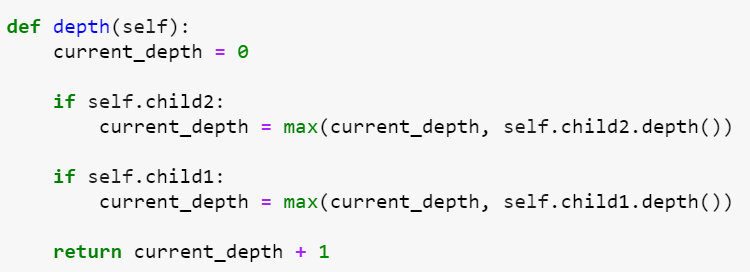 def depth(self):
    current_depth = 0
    if self.child2:
        current_depth = max(current_depth, self.child2.depth())
    if self.child1:
        current_depth = max(current_depth, self.child1.depth())
    return current_depth + 1